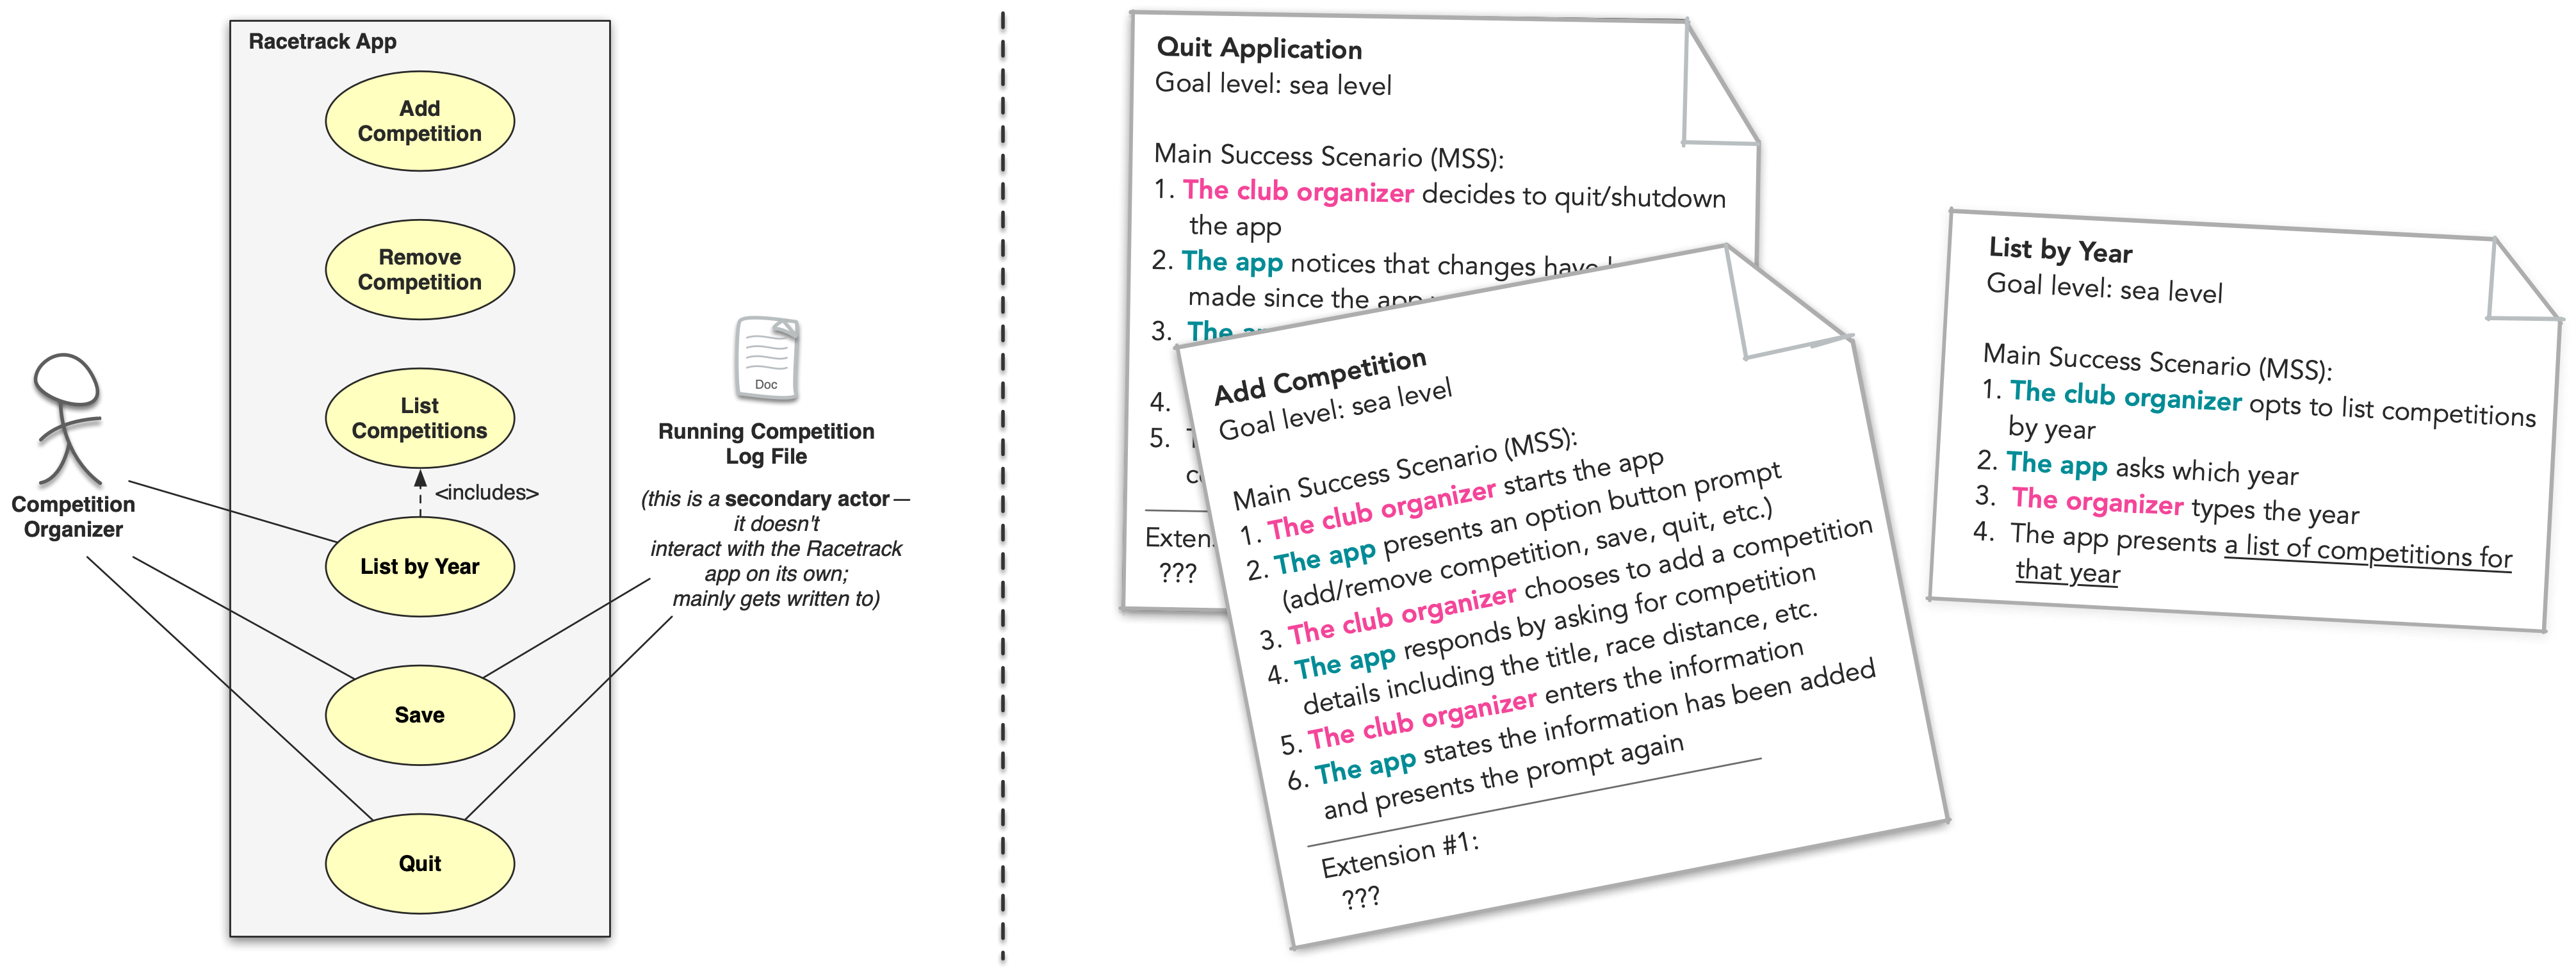 Racetrack App
Add
Competition
Remove
Competition
List
Competitions
<includes>
List by Year
Save
Quit
Competition
Organizer
Doc
Running Competition
Log File
(this is a secondary actor —
it doesn't
interact with the Racetrack
app on its own;
mainly gets written to)
Quit Application
Goal level: sea level
Main Success Scenario (MSS):
1. The club organizer decides to quit/shutdown
the app
2. The app notices that changes have
made since the app
3. The
4.
5.
???
Add Competition
Goal level: sea level
Main Success Scenario (MSS):
1. The club organizer starts the app
2. The app presents an option button prompt
(add/remove competition, save, quit, etc.)
3. The club organizer chooses to add a competition
4. The app responds by asking for competition
details including the title, race distance, etc.
5. The club organizer enters the information
6. The app states the information has been added
and presents the prompt again
Extension #1:
???
List by Year
Goal level: sea level
Main Success Scenario (MSS):
1. The club organizer opts to list competitions
by year
2. The app asks which year
3. The organizer types the year
4. The app presents a list of competitions for
that year